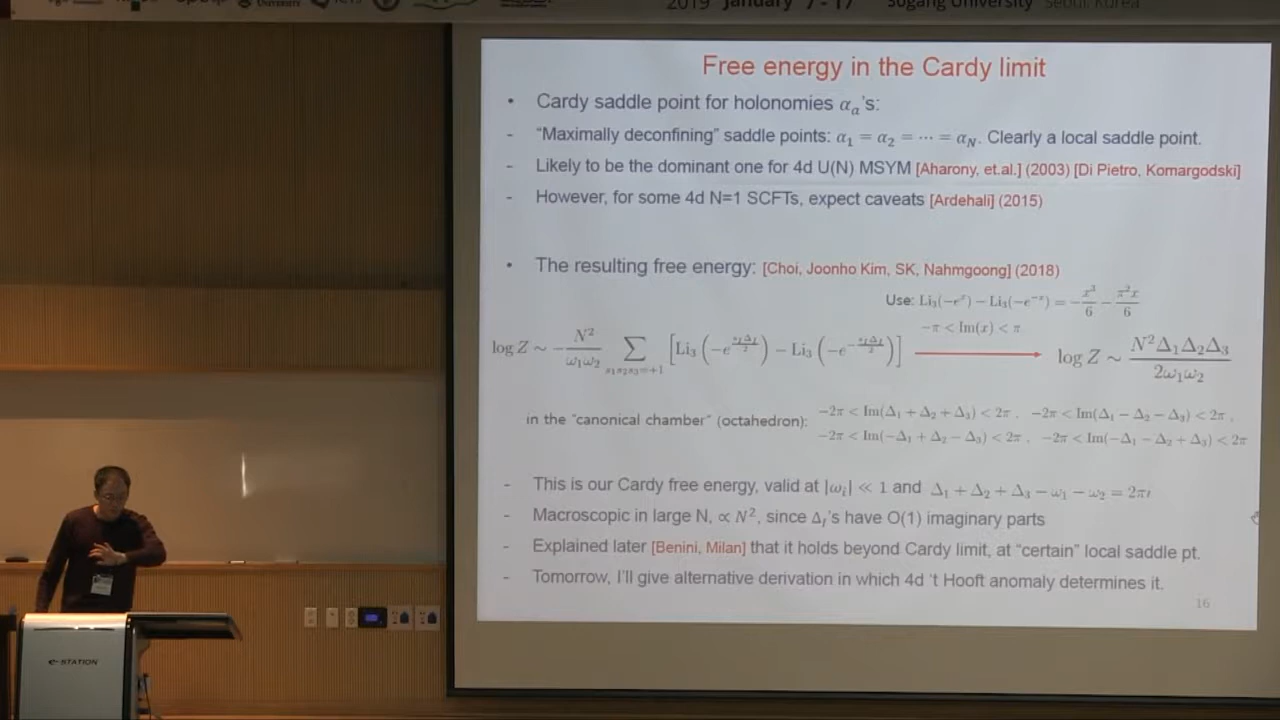 2019 January 7 - 17 Sogang University Seoul Korea
Free energy in the Cardy limit
• Cardy saddle point for holonomies αₐ's:
- "Maximally deconfining" saddle points: α₁ = α₂ = ⋯ = α_N. Clearly a local saddle point.
- Likely to be the dominant one for 4d U(N) MSYM [Aharony, et.al.] (2003) [Di Pietro, Komargodski]
- However, for some 4d N=1 SCFTs, expect caveats [Ardehali] (2015)
• The resulting free energy: [Choi, Joonho Kim, SK, Nahmgoong] (2018)
Use: Li₃(−eˣ) − Li₃(−e⁻ˣ) = −x³/6 − π²x/6
−π < Im(x) < π
log Z ∼ −N²/ω₁ω₂ ∑_{s₁s₂s₃=+1} [Li₃(−e^{s_IΔ_I/2}) − Li₃(−e^{−s_IΔ_I/2})] → log Z ∼ N²Δ₁Δ₂Δ₃/2ω₁ω₂
in the "canonical chamber" (octahedron): −2π < Im(Δ₁ + Δ₂ + Δ₃) < 2π , −2π < Im(Δ₁ − Δ₂ − Δ₃) < 2π ,
−2π < Im(−Δ₁ + Δ₂ − Δ₃) < 2π , −2π < Im(−Δ₁ − Δ₂ + Δ₃) < 2π
- This is our Cardy free energy, valid at |ωᵢ| ≪ 1 and Δ₁ + Δ₂ + Δ₃ − ω₁ − ω₂ = 2πi
- Macroscopic in large N, ∝ N², since Δ_I's have O(1) imaginary parts
- Explained later [Benini, Milan] that it holds beyond Cardy limit, at "certain" local saddle pt.
- Tomorrow, I'll give alternative derivation in which 4d 't Hooft anomaly determines it.
16
e-STATION